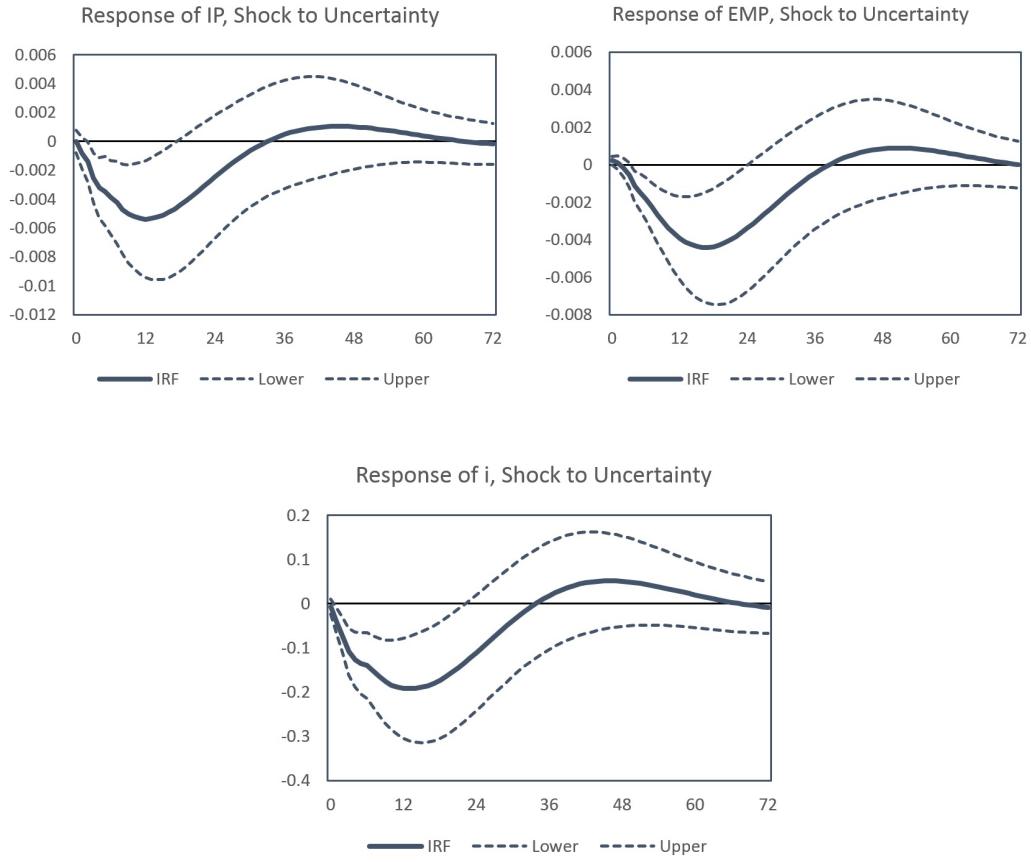 Response of IP, Shock to Uncertainty
0.006
0.004
0.002
0
-0.002
-0.004
-0.006
-0.008
-0.01
-0.012
0 12 24 36 48 60 72
IRF Lower Upper
Response of EMP, Shock to Uncertainty
0.006
0.004
0.002
0
-0.002
-0.004
-0.006
-0.008
0 12 24 36 48 60 72
IRF Lower Upper
Response of i, Shock to Uncertainty
0.2
0.1
0
-0.1
-0.2
-0.3
-0.4
0 12 24 36 48 60 72
IRF Lower Upper